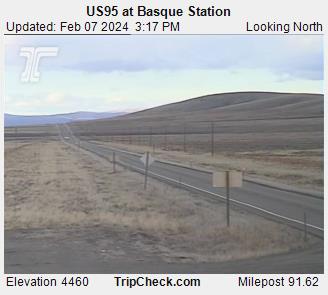 US95 at Basque Station
Updated: Feb 07 2024 3:17 PM Looking North
Elevation 4460 TripCheck.com Milepost 91.62